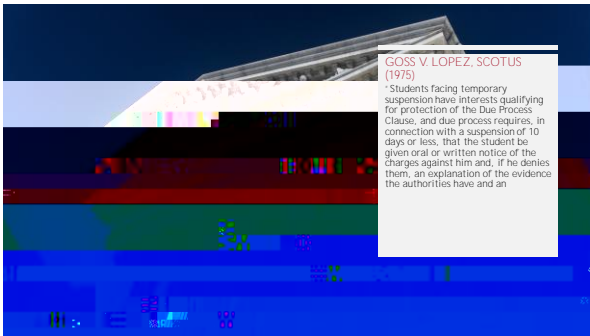 GOSS V. LOPEZ, SCOTUS
(1975)
"Students facing temporary
suspension have interests qualifying
for protection of the Due Process
Clause, and due process requires, in
connection with a suspension of 10
days or less, that the student be
given oral or written notice of the
charges against him and, if he denies
them, an explanation of the evidence
the authorities have and an